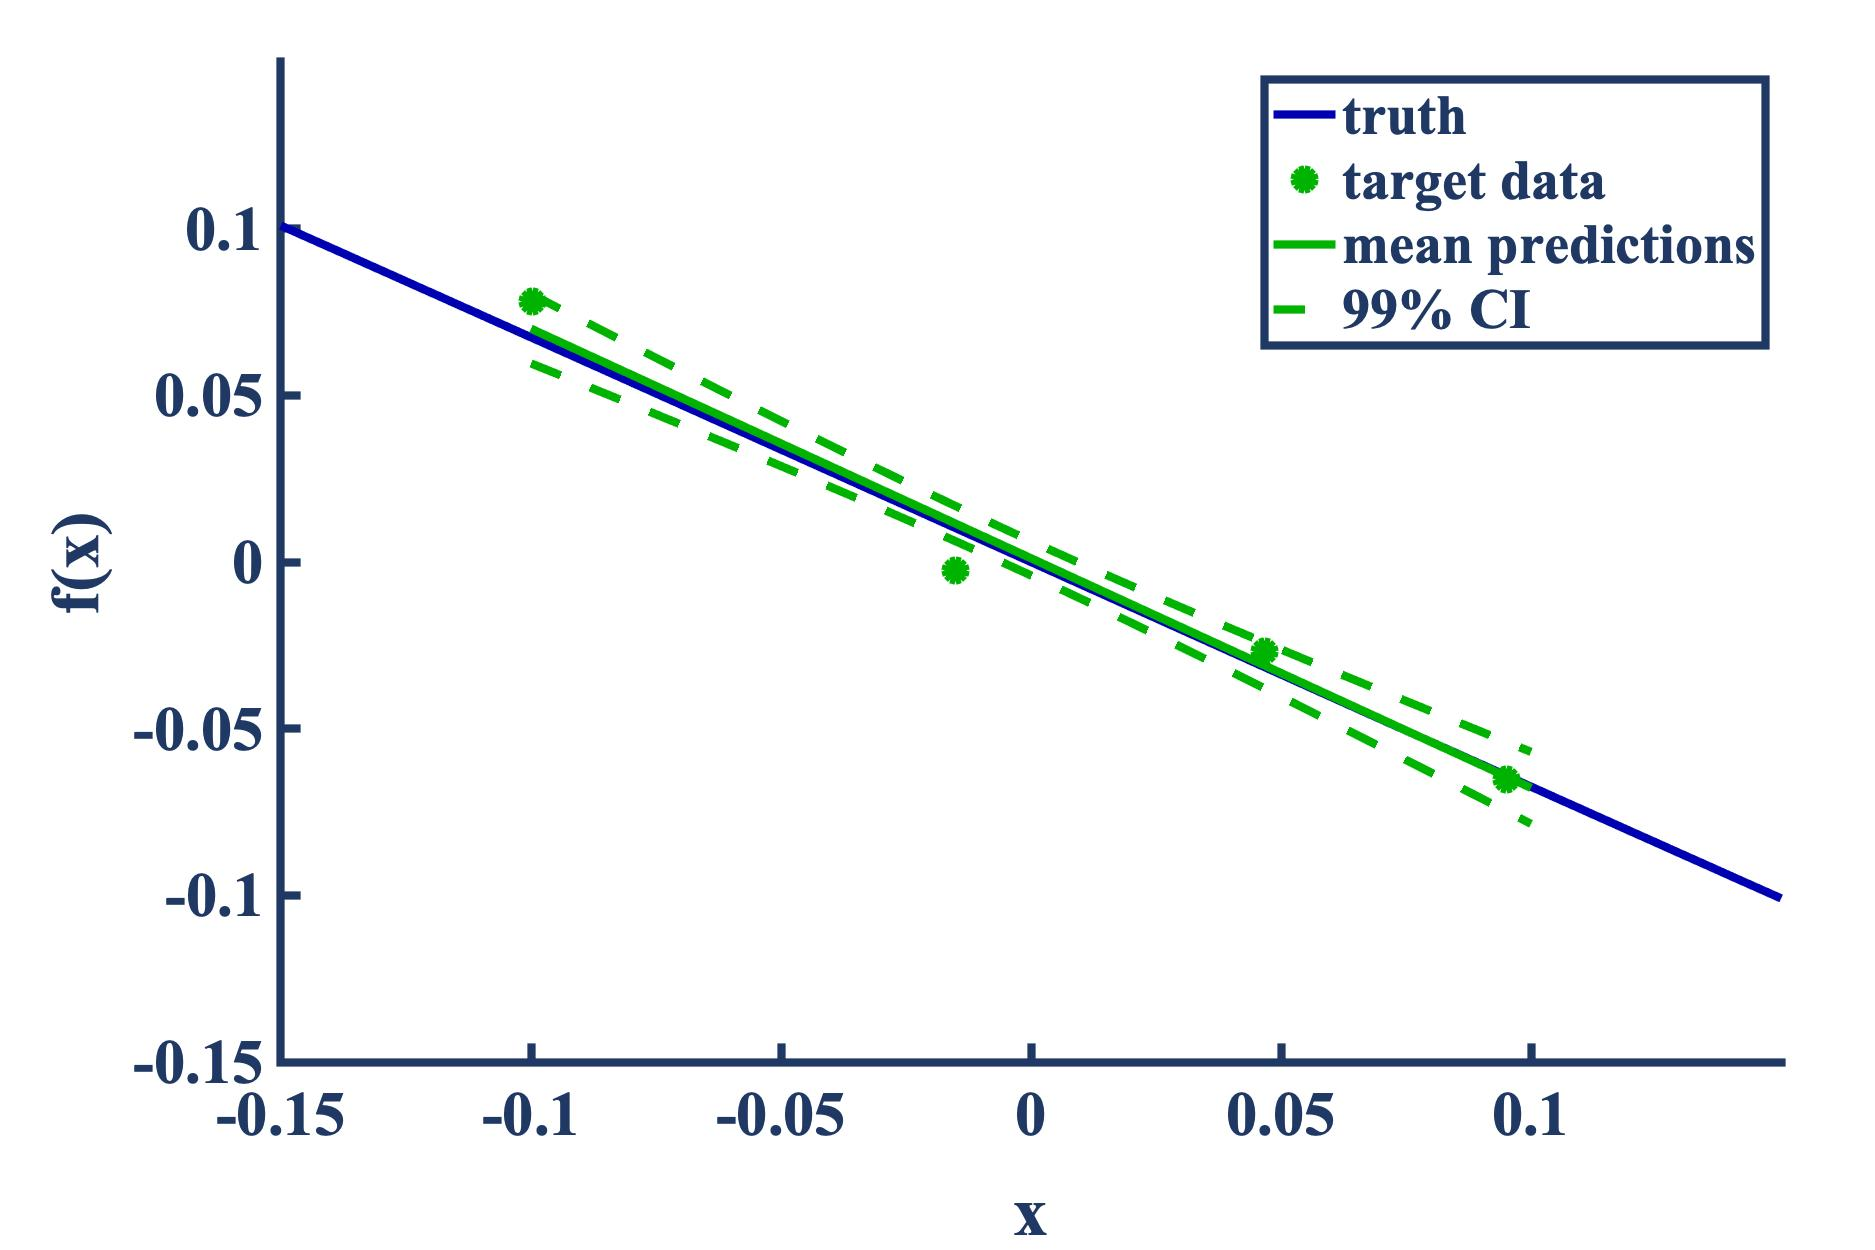 truth
target data
mean predictions
99% CI
0.1
0.05
0
-0.05
-0.1
-0.15
f(x)
-0.15 -0.1 -0.05 0 0.05 0.1
x